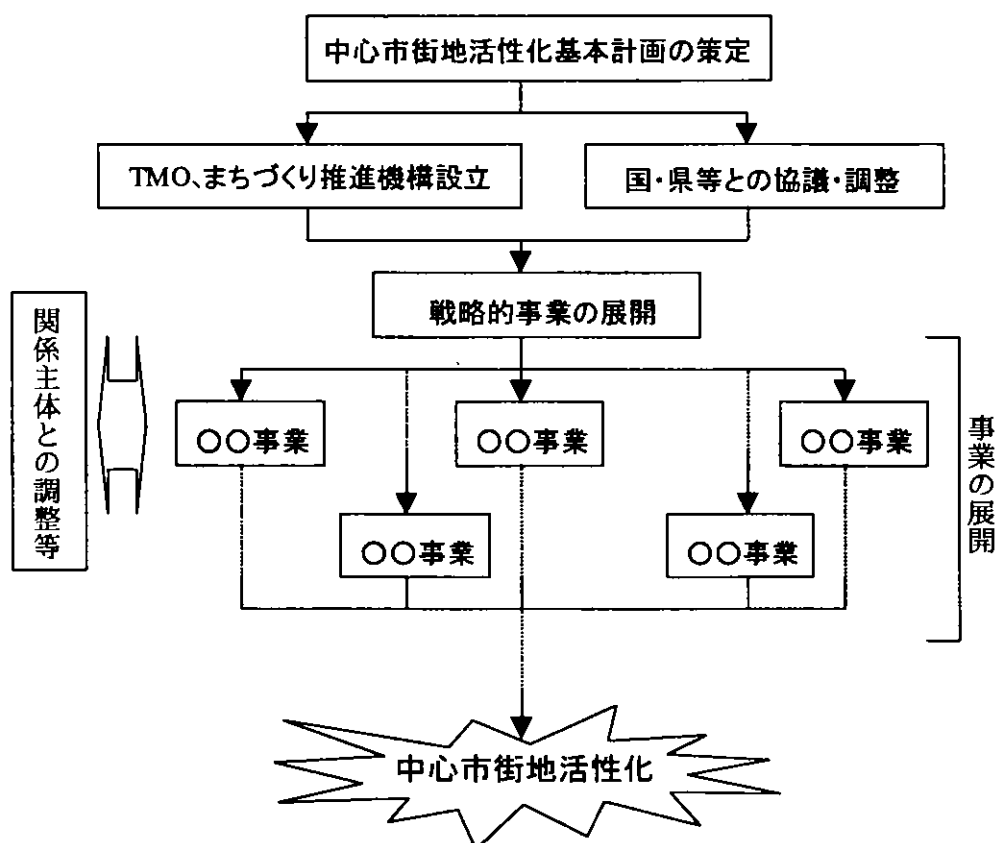 中心市街地活性化基本計画の策定
TMO、まちづくり推進機構設立
国・県等との協議・調整
戦略的事業の展開
関係主体との調整等
○○事業
○○事業
○○事業
○○事業
○○事業
事業の展開
中心市街地活性化